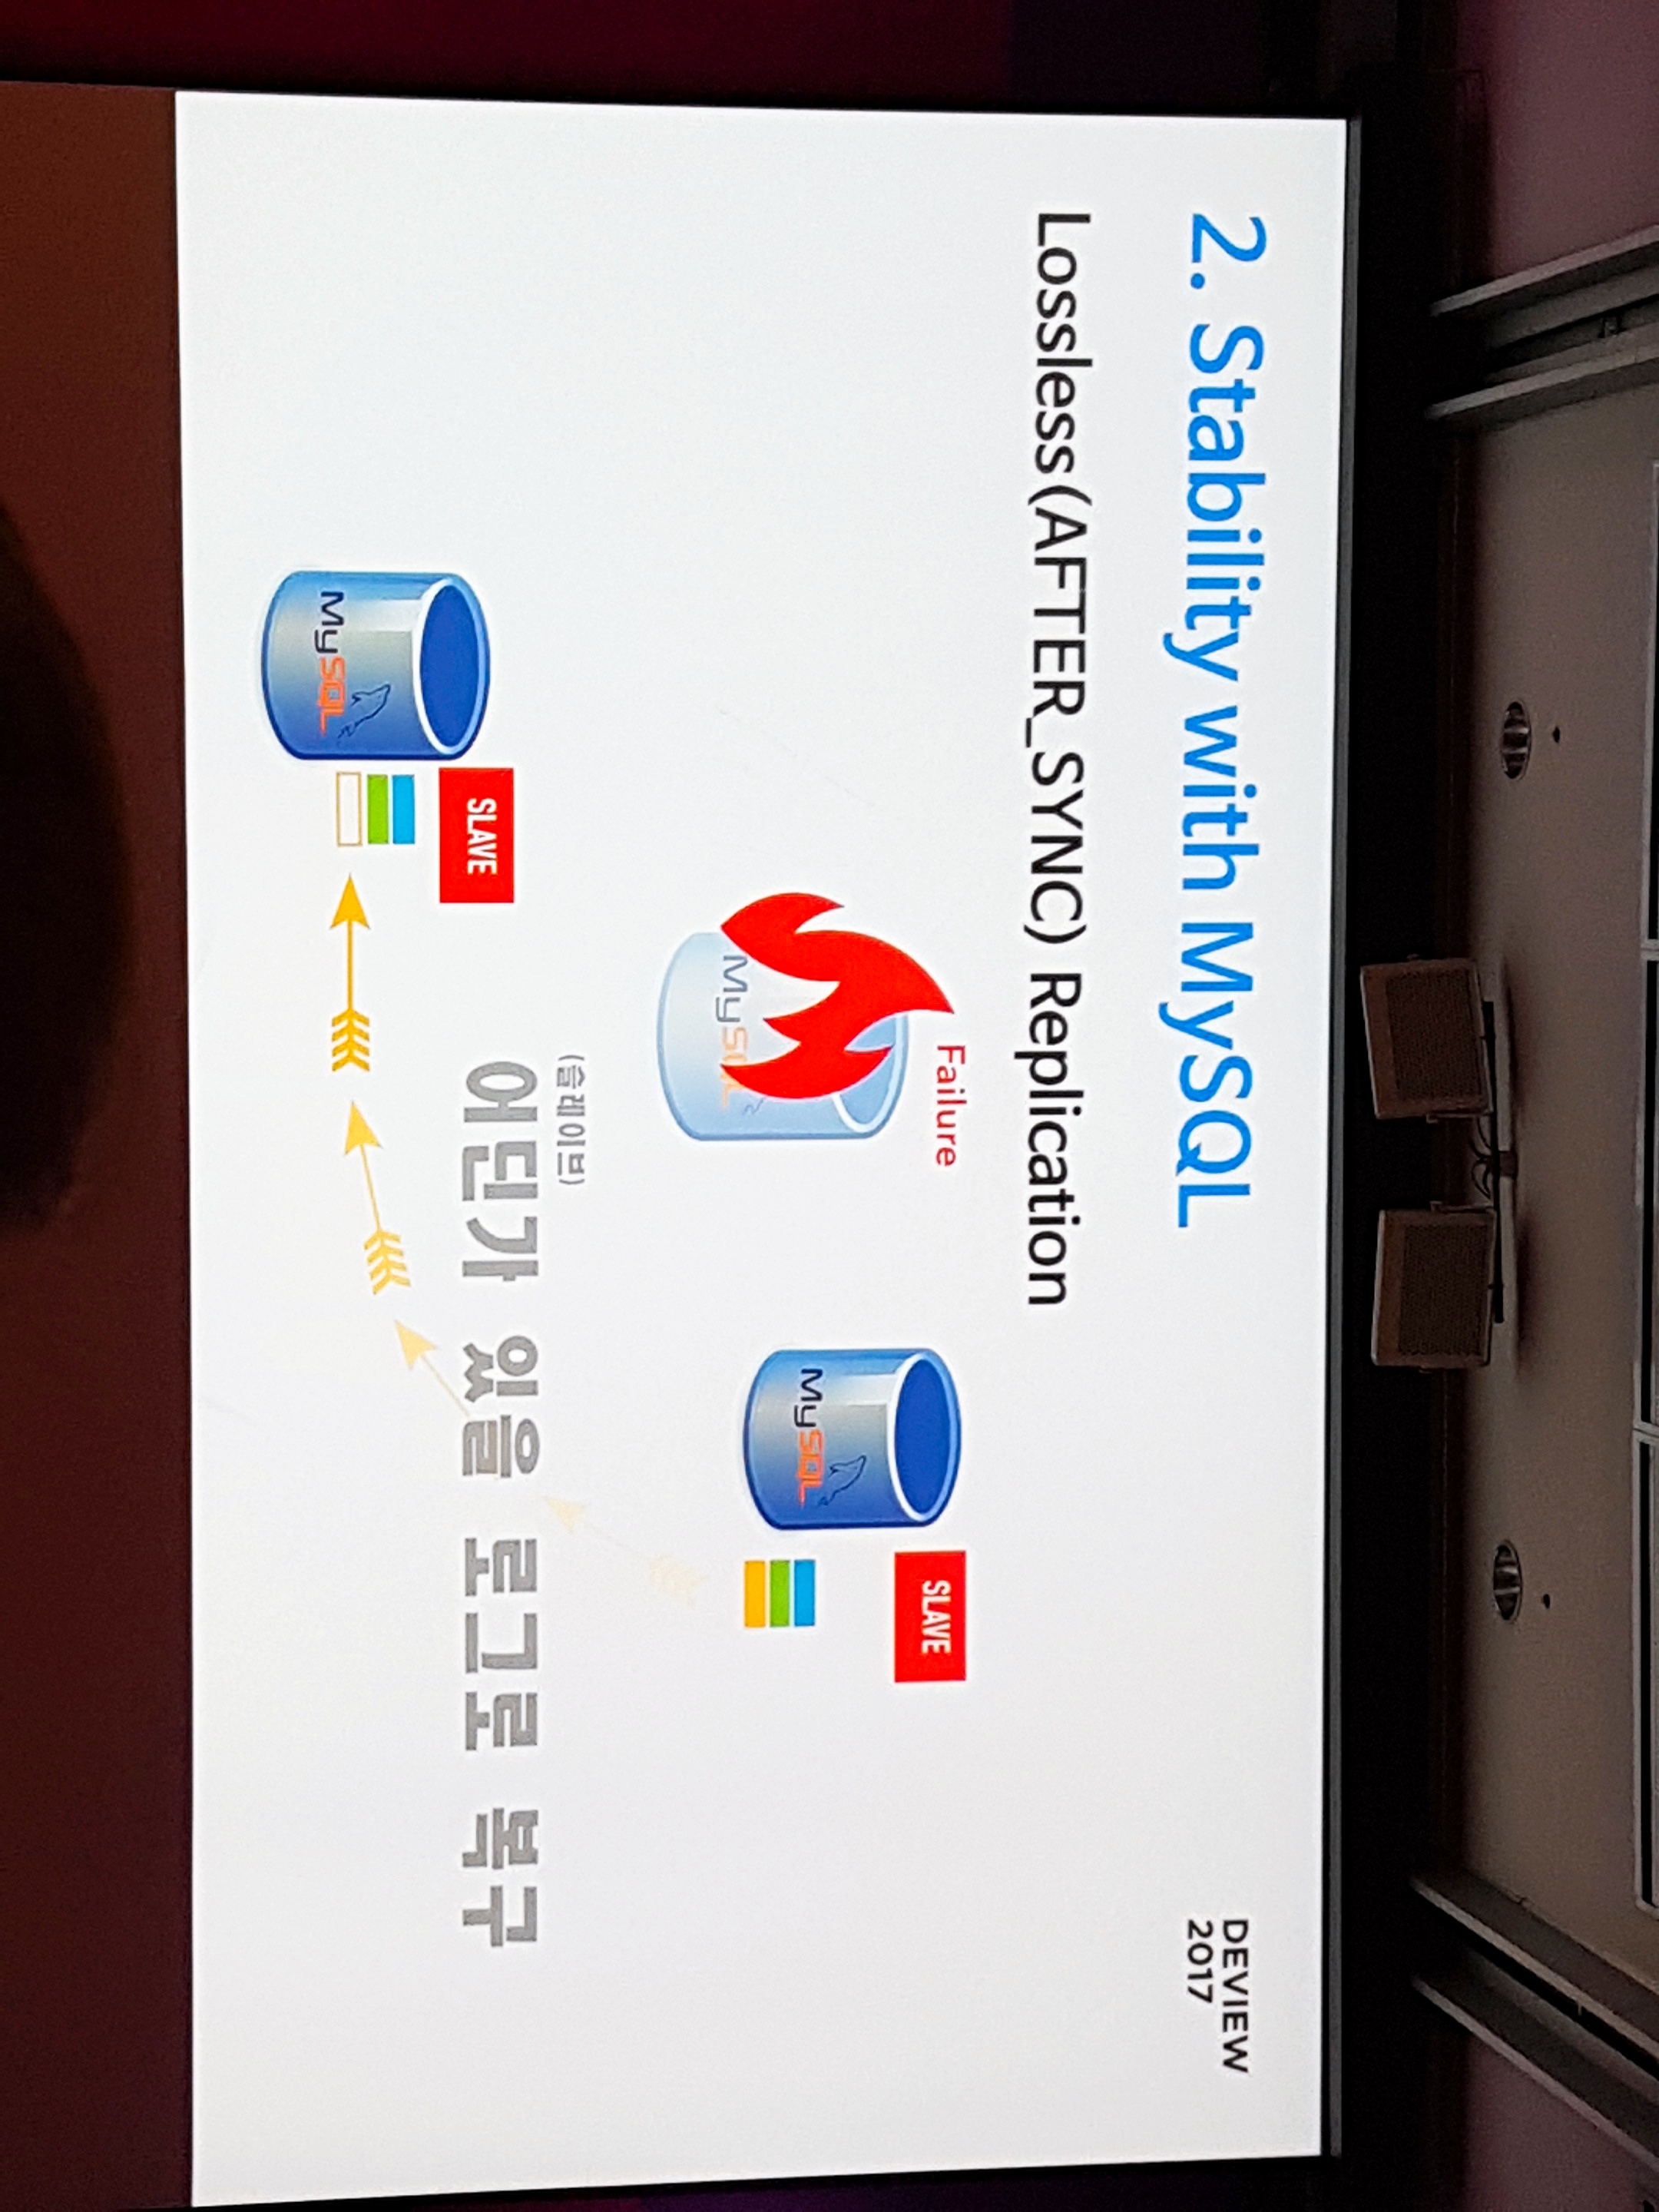 2. Stability with MySQL
DEVIEW
2017
Lossless(AFTER_SYNC) Replication
Failure
MySQL
SLAVE
MySQL
(슬레이브)
어딘가 있을 로그로 복구
SLAVE
MySQL